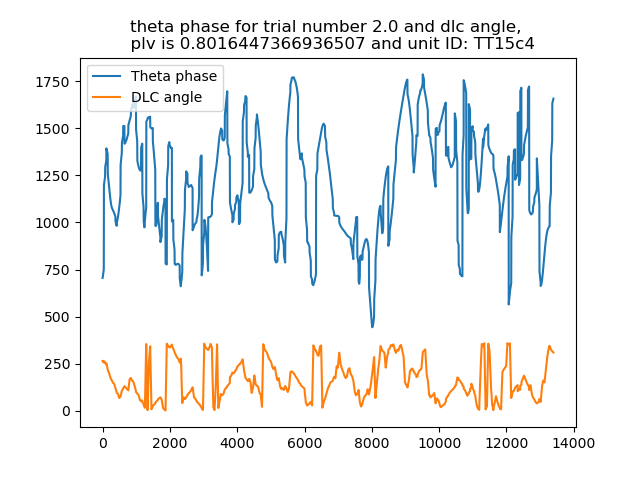 theta phase for trial number 2.0 and dlc angle,
plv is 0.8016447366936507 and unit ID: TT15c4
Theta phase
DLC angle
1750
1500
1250
1000
750
500
250
0
0 2000 4000 6000 8000 10000 12000 14000